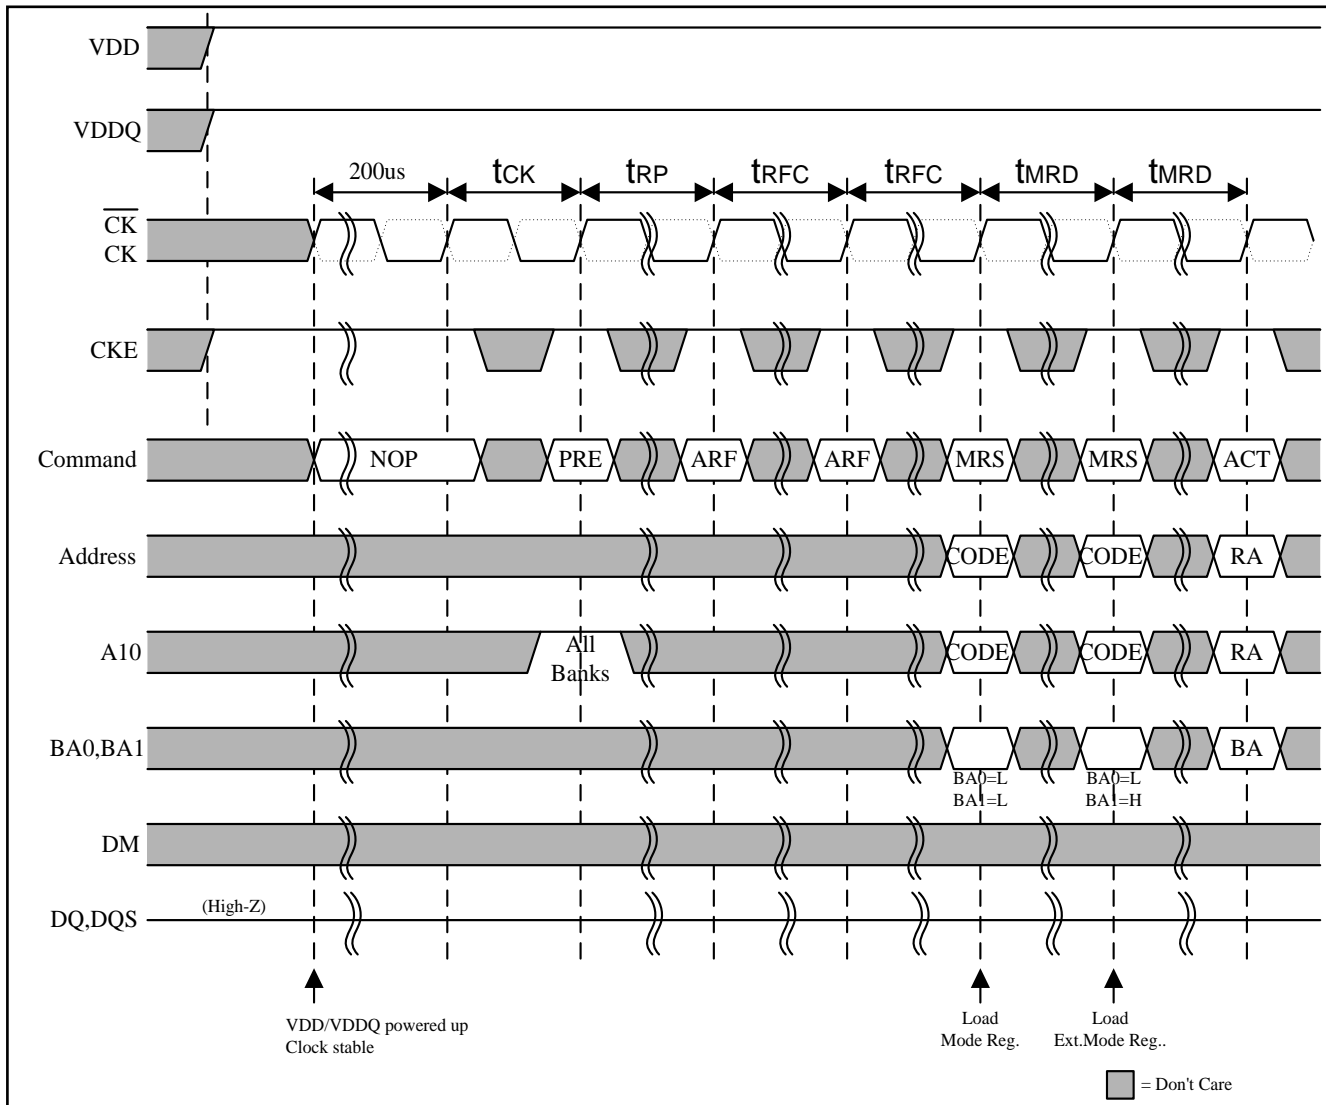 VDD
VDDQ
200us tCK tRP tRFC tRFC tMRD tMRD
CK
CK
CKE
Command NOP PRE ARF ARF MRS MRS ACT
Address CODE CODE RA
A10 All Banks CODE CODE RA
BA0,BA1 BA
BA0=L BA0=L
BA1=L BA1=H
DM
DQ,DQS (High-Z)
VDD/VDDQ powered up
Clock stable
Load
Mode Reg.
Load
Ext.Mode Reg..
= Don't Care